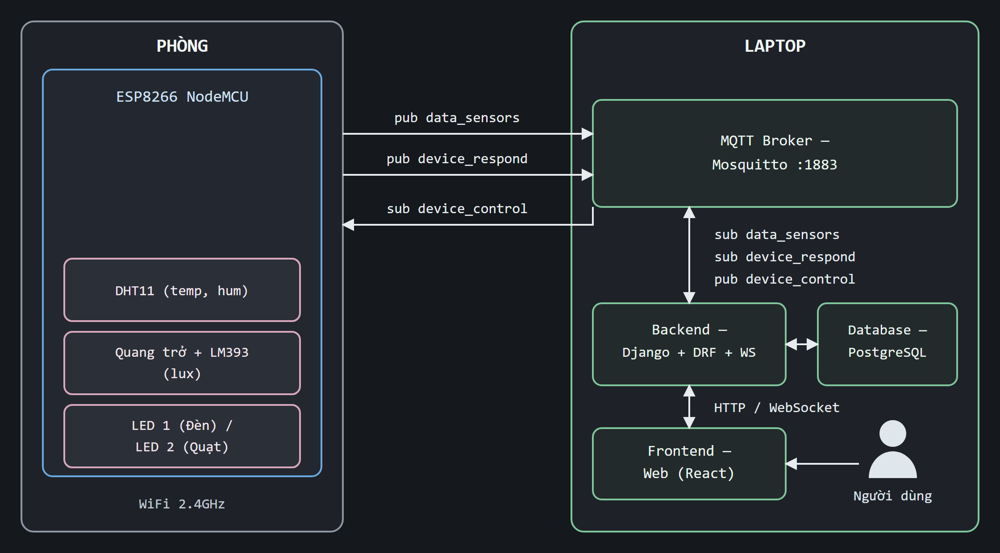 PHÒNG
ESP8266 NodeMCU
DHT11 (temp, hum)
Quang trở + LM393
(lux)
LED 1 (Đèn) /
LED 2 (Quạt)
WiFi 2.4GHz
pub data_sensors
pub device_respond
sub device_control
LAPTOP
MQTT Broker –
Mosquitto :1883
sub data_sensors
sub device_respond
pub device_control
Backend –
Django + DRF + WS
Database –
PostgreSQL
HTTP / WebSocket
Frontend –
Web (React)
Người dùng